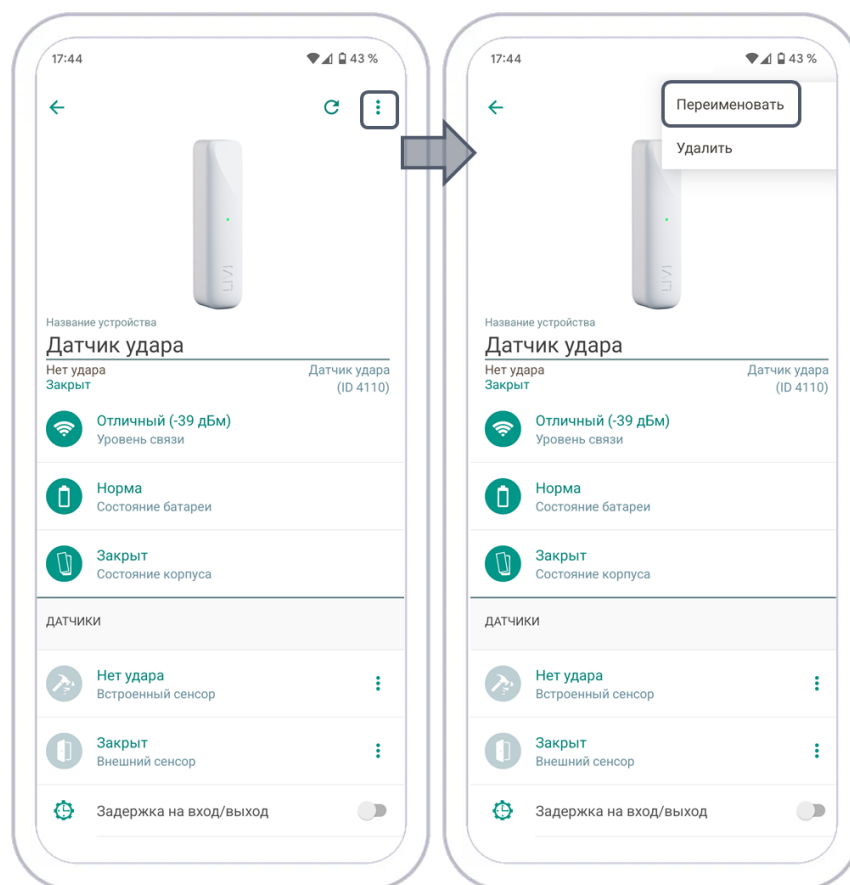 17:44
43 %
LIVI
Название устройства
Датчик удара
Нет удара
Закрыт
Датчик удара
(ID 4110)
Отличный (-39 дБм)
Уровень связи
Норма
Состояние батареи
Закрыт
Состояние корпуса
ДАТЧИКИ
Нет удара
Встроенный сенсор
Закрыт
Внешний сенсор
Задержка на вход/выход
17:44
43 %
Переименовать
Удалить
LIVI
Название устройства
Датчик удара
Нет удара
Закрыт
Датчик удара
(ID 4110)
Отличный (-39 дБм)
Уровень связи
Норма
Состояние батареи
Закрыт
Состояние корпуса
ДАТЧИКИ
Нет удара
Встроенный сенсор
Закрыт
Внешний сенсор
Задержка на вход/выход